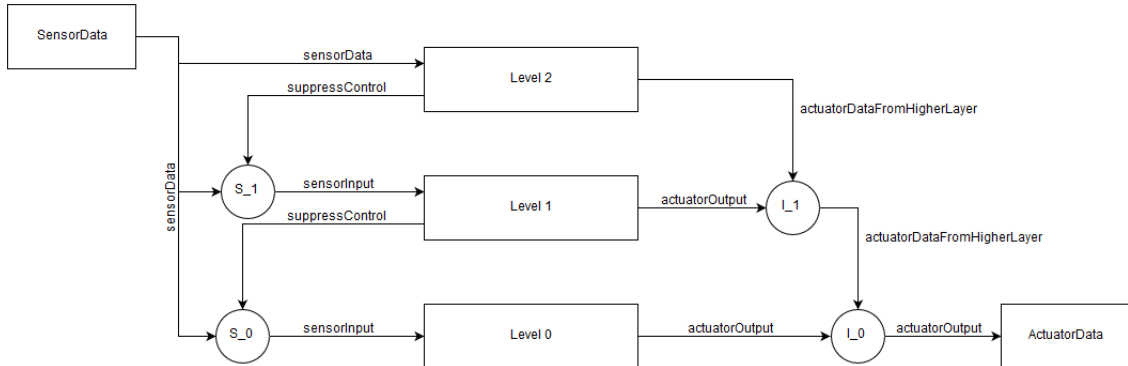 SensorData
sensorData
Level 2
suppressControl
actuatorDataFromHigherLayer
sensorData
S_1
sensorInput
Level 1
actuatorOutput
I_1
suppressControl
actuatorDataFromHigherLayer
S_0
sensorInput
Level 0
actuatorOutput
I_0
actuatorOutput
ActuatorData